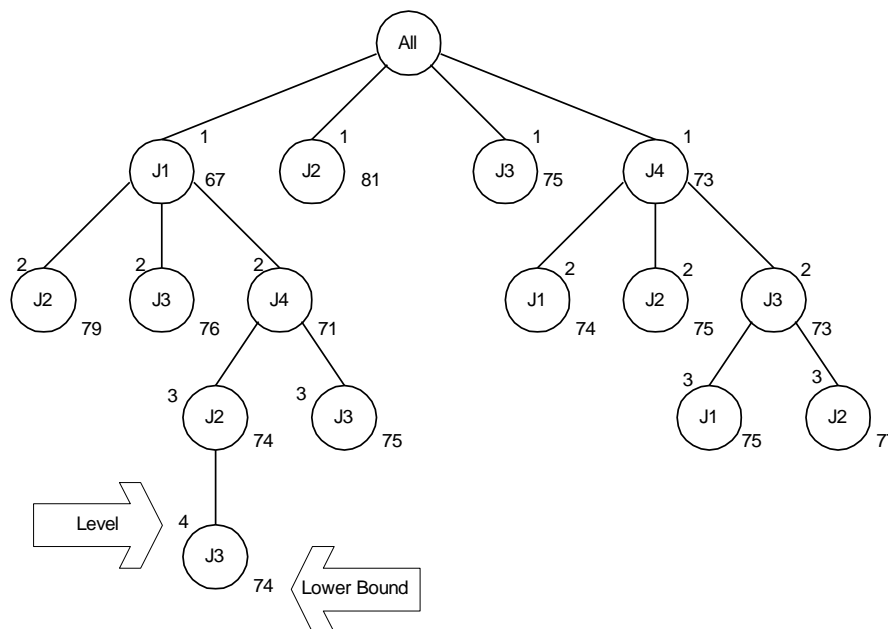 All
1 1 1 1
J1 J2 J3 J4
67 81 75 73
2 2 2 2 2 2
J2 J3 J4 J1 J2 J3
79 76 71 74 75 73
3 3 3 3
J2 J3 J1 J2
74 75 75
Level 4
J3
74 Lower Bound